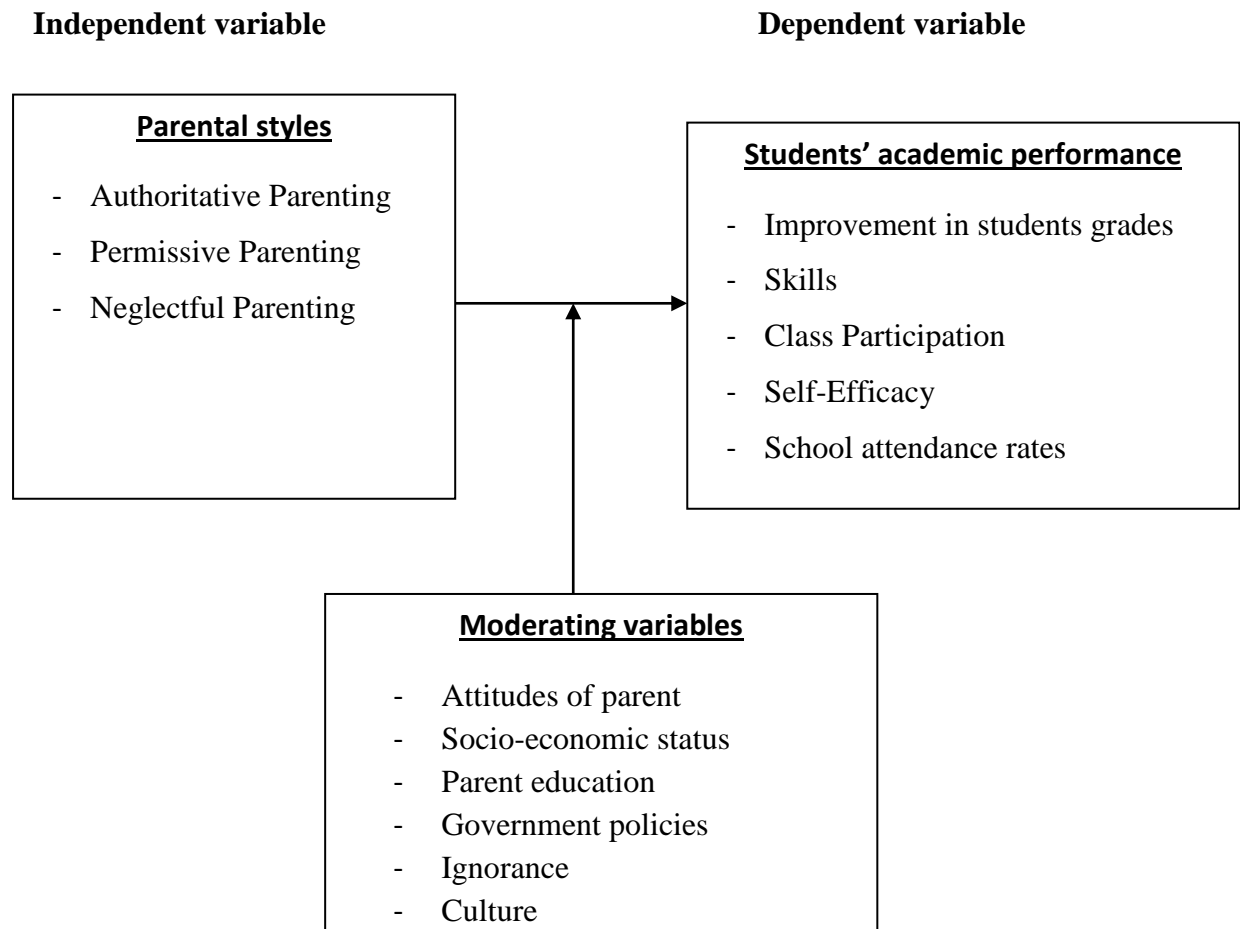 Independent variable
Dependent variable
Parental styles
- Authoritative Parenting
- Permissive Parenting
- Neglectful Parenting
Students’ academic performance
- Improvement in students grades
- Skills
- Class Participation
- Self-Efficacy
- School attendance rates
Moderating variables
- Attitudes of parent
- Socio-economic status
- Parent education
- Government policies
- Ignorance
- Culture